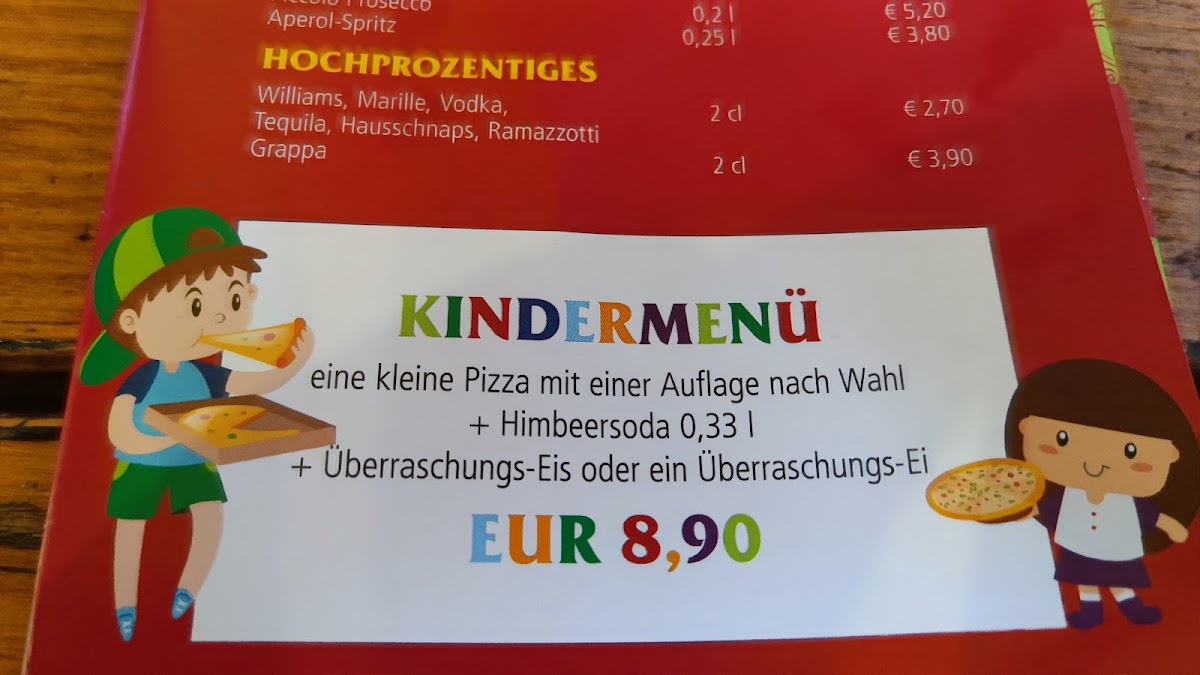 Piccolo Prosecco 0,2 l € 5,20
Aperol-Spritz 0,25 l € 3,80
HOCHPROZENTIGES
Williams, Marille, Vodka,
Tequila, Hausschnaps, Ramazzotti 2 cl € 2,70
Grappa 2 cl € 3,90
KINDERMENÜ
eine kleine Pizza mit einer Auflage nach Wahl
+ Himbeersoda 0,33 l
+ Überraschungs-Eis oder ein Überraschungs-Ei
EUR 8,90